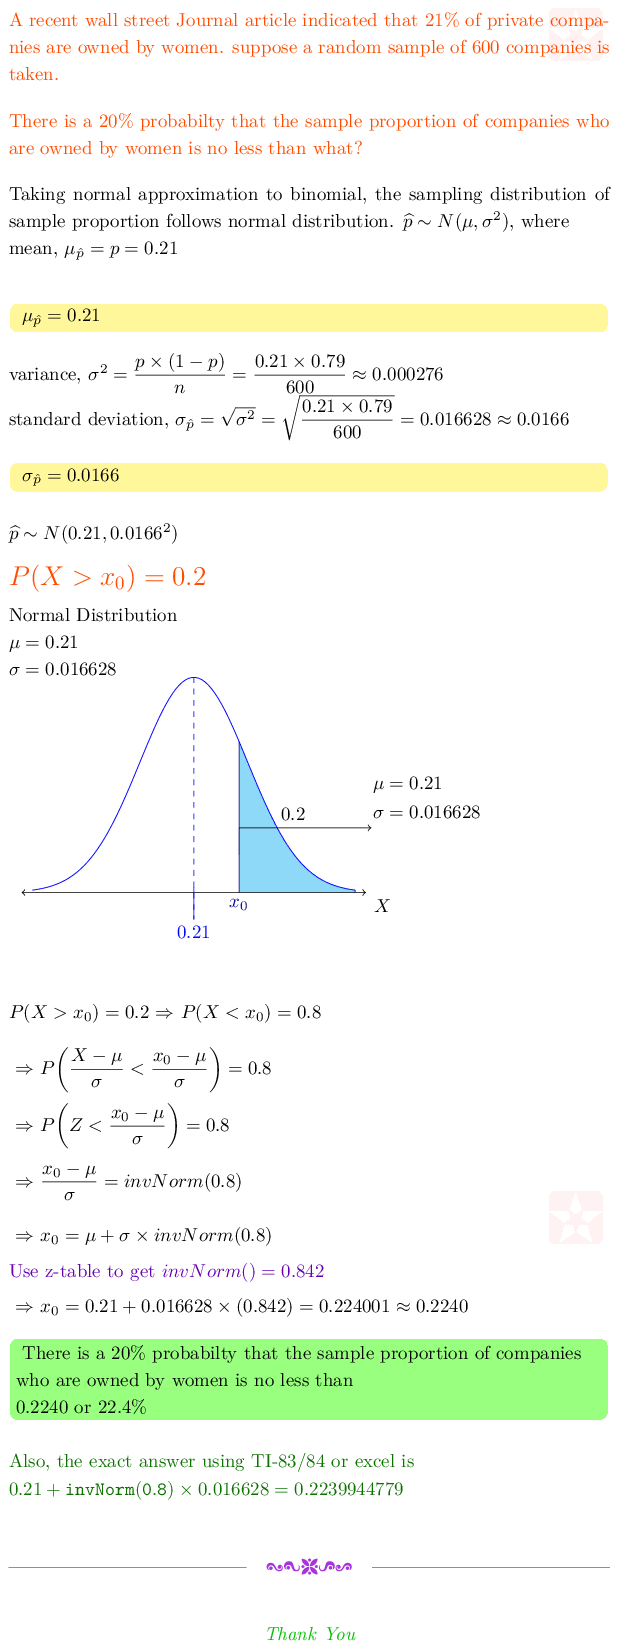 A recent wall street Journal article indicated that 21% of private compa-
nies are owned by women. suppose a random sample of 600 companies is
taken.
There is a 20% probabilty that the sample proportion of companies who
are owned by women is no less than what?
Taking normal approximation to binomial, the sampling distribution of
sample proportion follows normal distribution. p̂ ∼ N(μ, σ²), where
mean, μ_p̂ = p = 0.21
μ_p̂ = 0.21
variance, σ² = p × (1 − p) / n = 0.21 × 0.79 / 600 ≈ 0.000276
standard deviation, σ_p̂ = √σ² = √(0.21 × 0.79 / 600) = 0.016628 ≈ 0.0166
σ_p̂ = 0.0166
p̂ ∼ N(0.21, 0.0166²)
P(X > x₀) = 0.2
Normal Distribution
μ = 0.21
σ = 0.016628
μ = 0.21
0.2
σ = 0.016628
x₀
X
0.21
P(X > x₀) = 0.2 ⇒ P(X < x₀) = 0.8
⇒ P((X − μ)/σ < (x₀ − μ)/σ) = 0.8
⇒ P(Z < (x₀ − μ)/σ) = 0.8
⇒ (x₀ − μ)/σ = invNorm(0.8)
⇒ x₀ = μ + σ × invNorm(0.8)
Use z-table to get invNorm() = 0.842
⇒ x₀ = 0.21 + 0.016628 × (0.842) = 0.224001 ≈ 0.2240
There is a 20% probabilty that the sample proportion of companies
who are owned by women is no less than
0.2240 or 22.4%
Also, the exact answer using TI-83/84 or excel is
0.21 + invNorm(0.8) × 0.016628 = 0.2239944779
Thank You